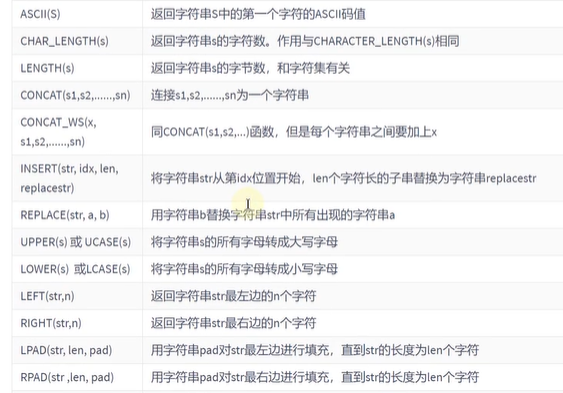 ASCII(S) 返回字符串S中的第一个字符的ASCII码值
CHAR_LENGTH(s) 返回字符串s的字符数。作用与CHARACTER_LENGTH(s)相同
LENGTH(s) 返回字符串s的字节数，和字符集有关
CONCAT(s1,s2,......,sn) 连接s1,s2,......,sn为一个字符串
CONCAT_WS(x,
s1,s2,......,sn) 同CONCAT(s1,s2,...)函数，但是每个字符串之间要加上x
INSERT(str, idx, len,
replacestr) 将字符串str从第idx位置开始，len个字符长的子串替换为字符串replacestr
REPLACE(str, a, b) 用字符串b替换字符串str中所有出现的字符串a
UPPER(s) 或 UCASE(s) 将字符串s的所有字母转成大写字母
LOWER(s) 或LCASE(s) 将字符串s的所有字母转成小写字母
LEFT(str,n) 返回字符串str最左边的n个字符
RIGHT(str,n) 返回字符串str最右边的n个字符
LPAD(str, len, pad) 用字符串pad对str最左边进行填充，直到str的长度为len个字符
RPAD(str ,len, pad) 用字符串pad对str最右边进行填充，直到str的长度为len个字符